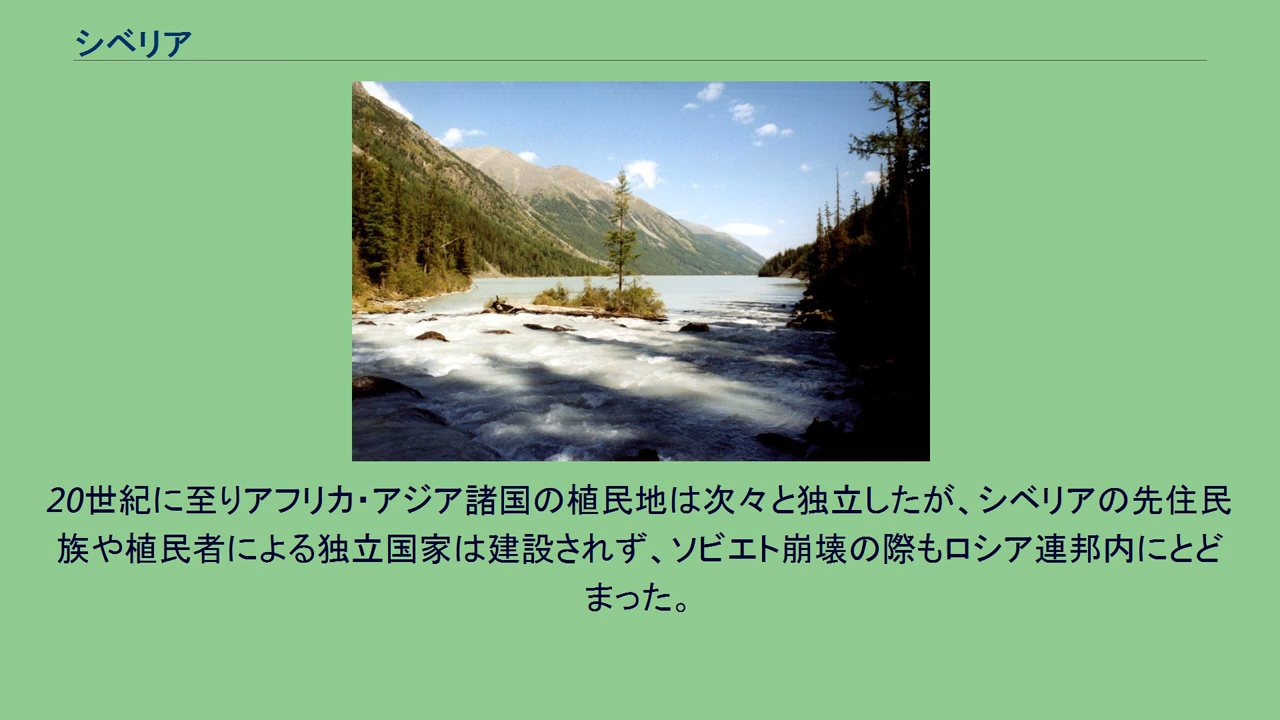 シベリア
20世紀に至りアフリカ・アジア諸国の植民地は次々と独立したが、シベリアの先住民
族や植民者による独立国家は建設されず、ソビエト崩壊の際もロシア連邦内にとど
まった。